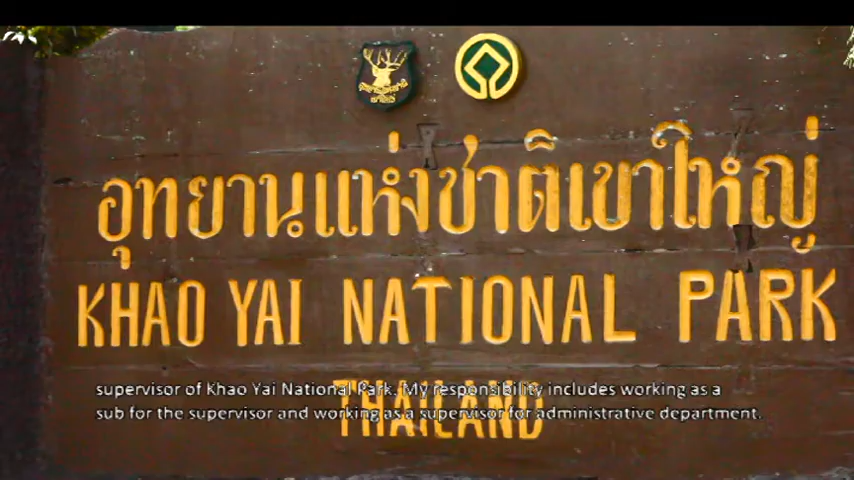 อุทยานแห่งชาติเขาใหญ่
KHAO YAI NATIONAL PARK
THAILAND
supervisor of Khao Yai National Park. My responsibility includes working as a
sub for the supervisor and working as a supervisor for administrative department.